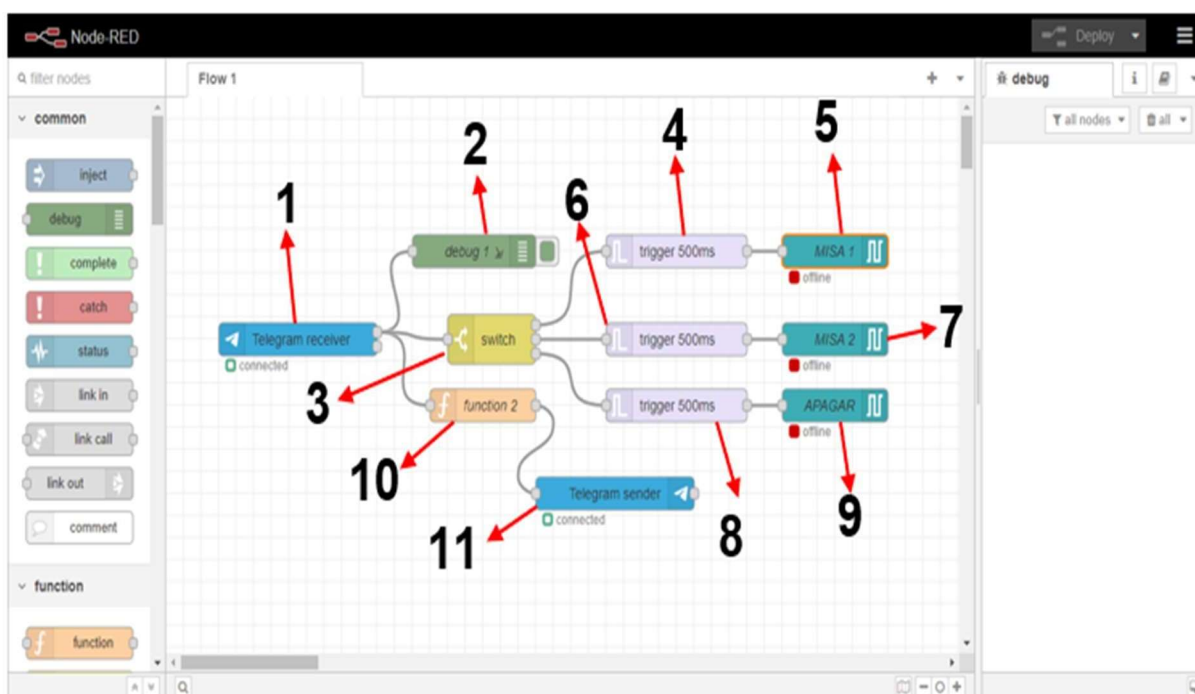 Node-RED
Deploy
filter nodes
Flow 1
debug
i
all nodes
all
common
inject
debug
complete
catch
status
link in
link call
link out
comment
function
function
1
2
3
4
5
6
7
8
9
10
11
Telegram receiver
connected
debug 1
switch
f function 2
Telegram sender
connected
trigger 500ms
MISA 1
offline
trigger 500ms
MISA 2
offline
trigger 500ms
APAGAR
offline